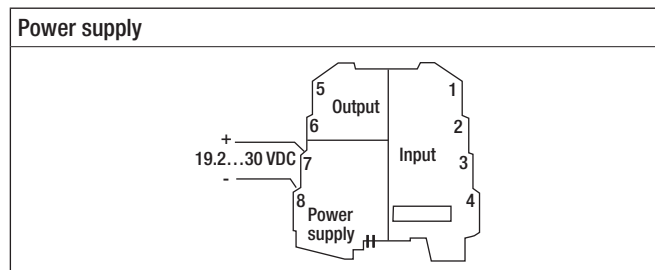 Power supply
5
Output
6
1
2
+
19.2…30 VDC
-
7
Input
3
8
4
Power
supply